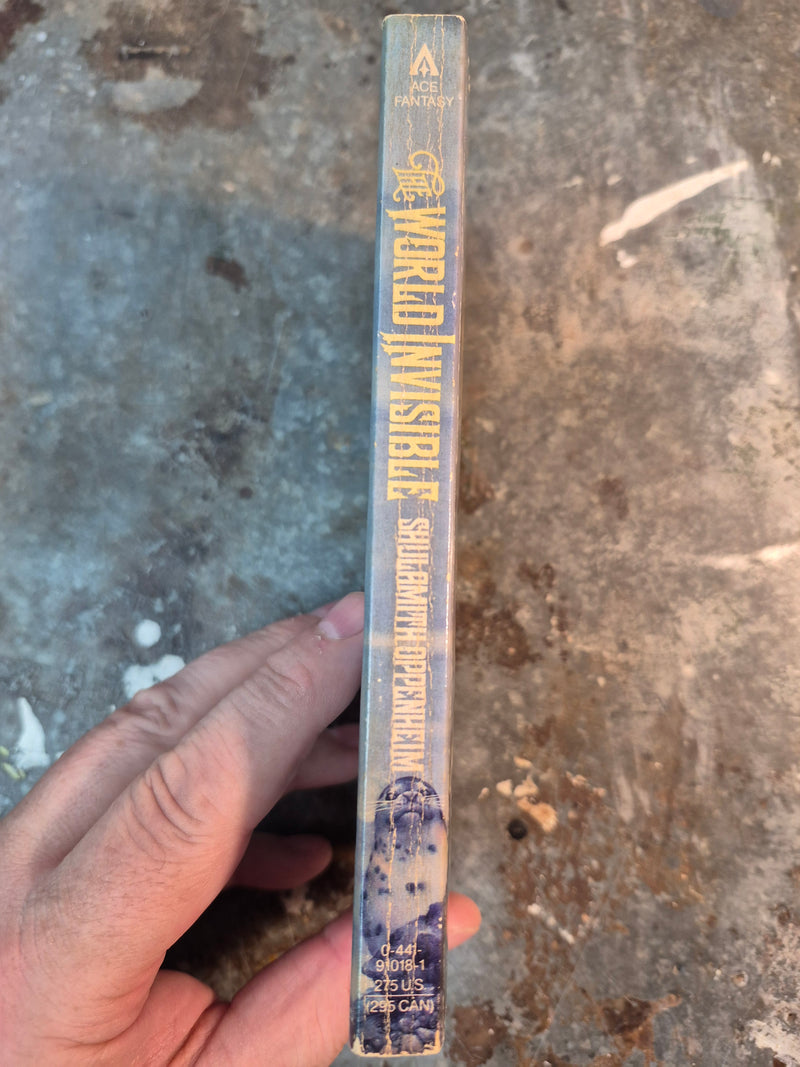 ACE
FANTASY
The WORLD INVISIBLE
SHULAMITH OPPENHEIM
0-441-
91018-1
275 U.S.
(295 CAN)